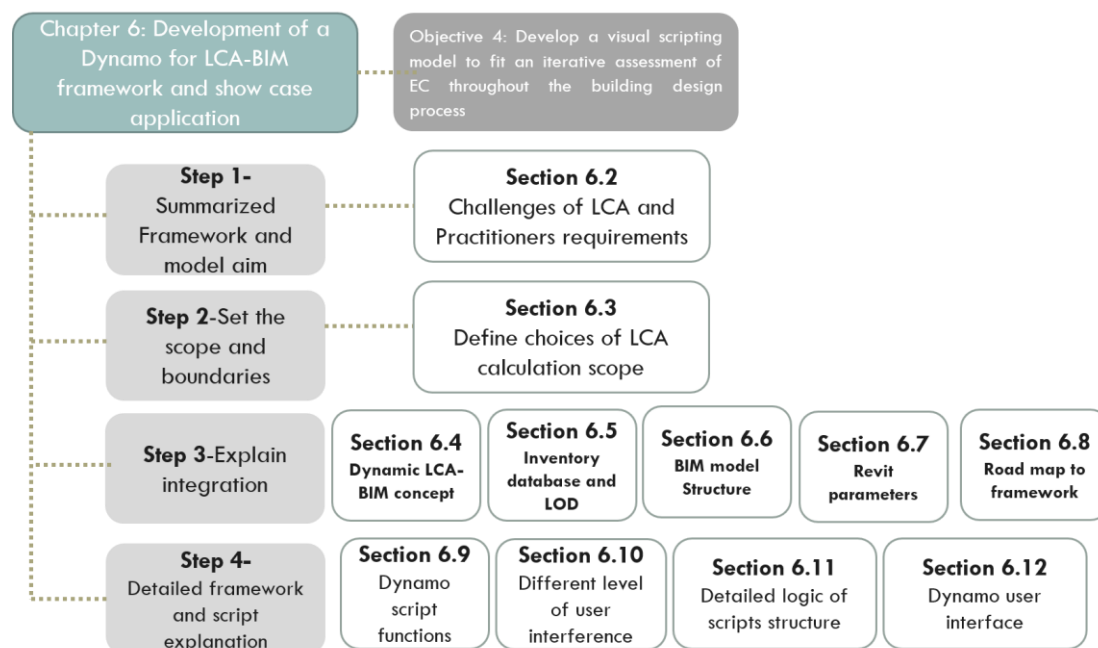 Chapter 6: Development of a
Dynamo for LCA-BIM
framework and show case
application
Objective 4: Develop a visual scripting
model to fit an iterative assessment of
EC throughout the building design
process
Step 1-
Summarized
Framework and
model aim
Section 6.2
Challenges of LCA and
Practitioners requirements
Step 2-Set the
scope and
boundaries
Section 6.3
Define choices of LCA
calculation scope
Step 3-Explain
integration
Section 6.4
Dynamic LCA-
BIM concept
Section 6.5
Inventory
database and
LOD
Section 6.6
BIM model
Structure
Section 6.7
Revit
parameters
Section 6.8
Road map to
framework
Step 4-
Detailed framework
and script
explanation
Section 6.9
Dynamo
script
functions
Section 6.10
Different level
of user
interference
Section 6.11
Detailed logic of
scripts structure
Section 6.12
Dynamo user
interface